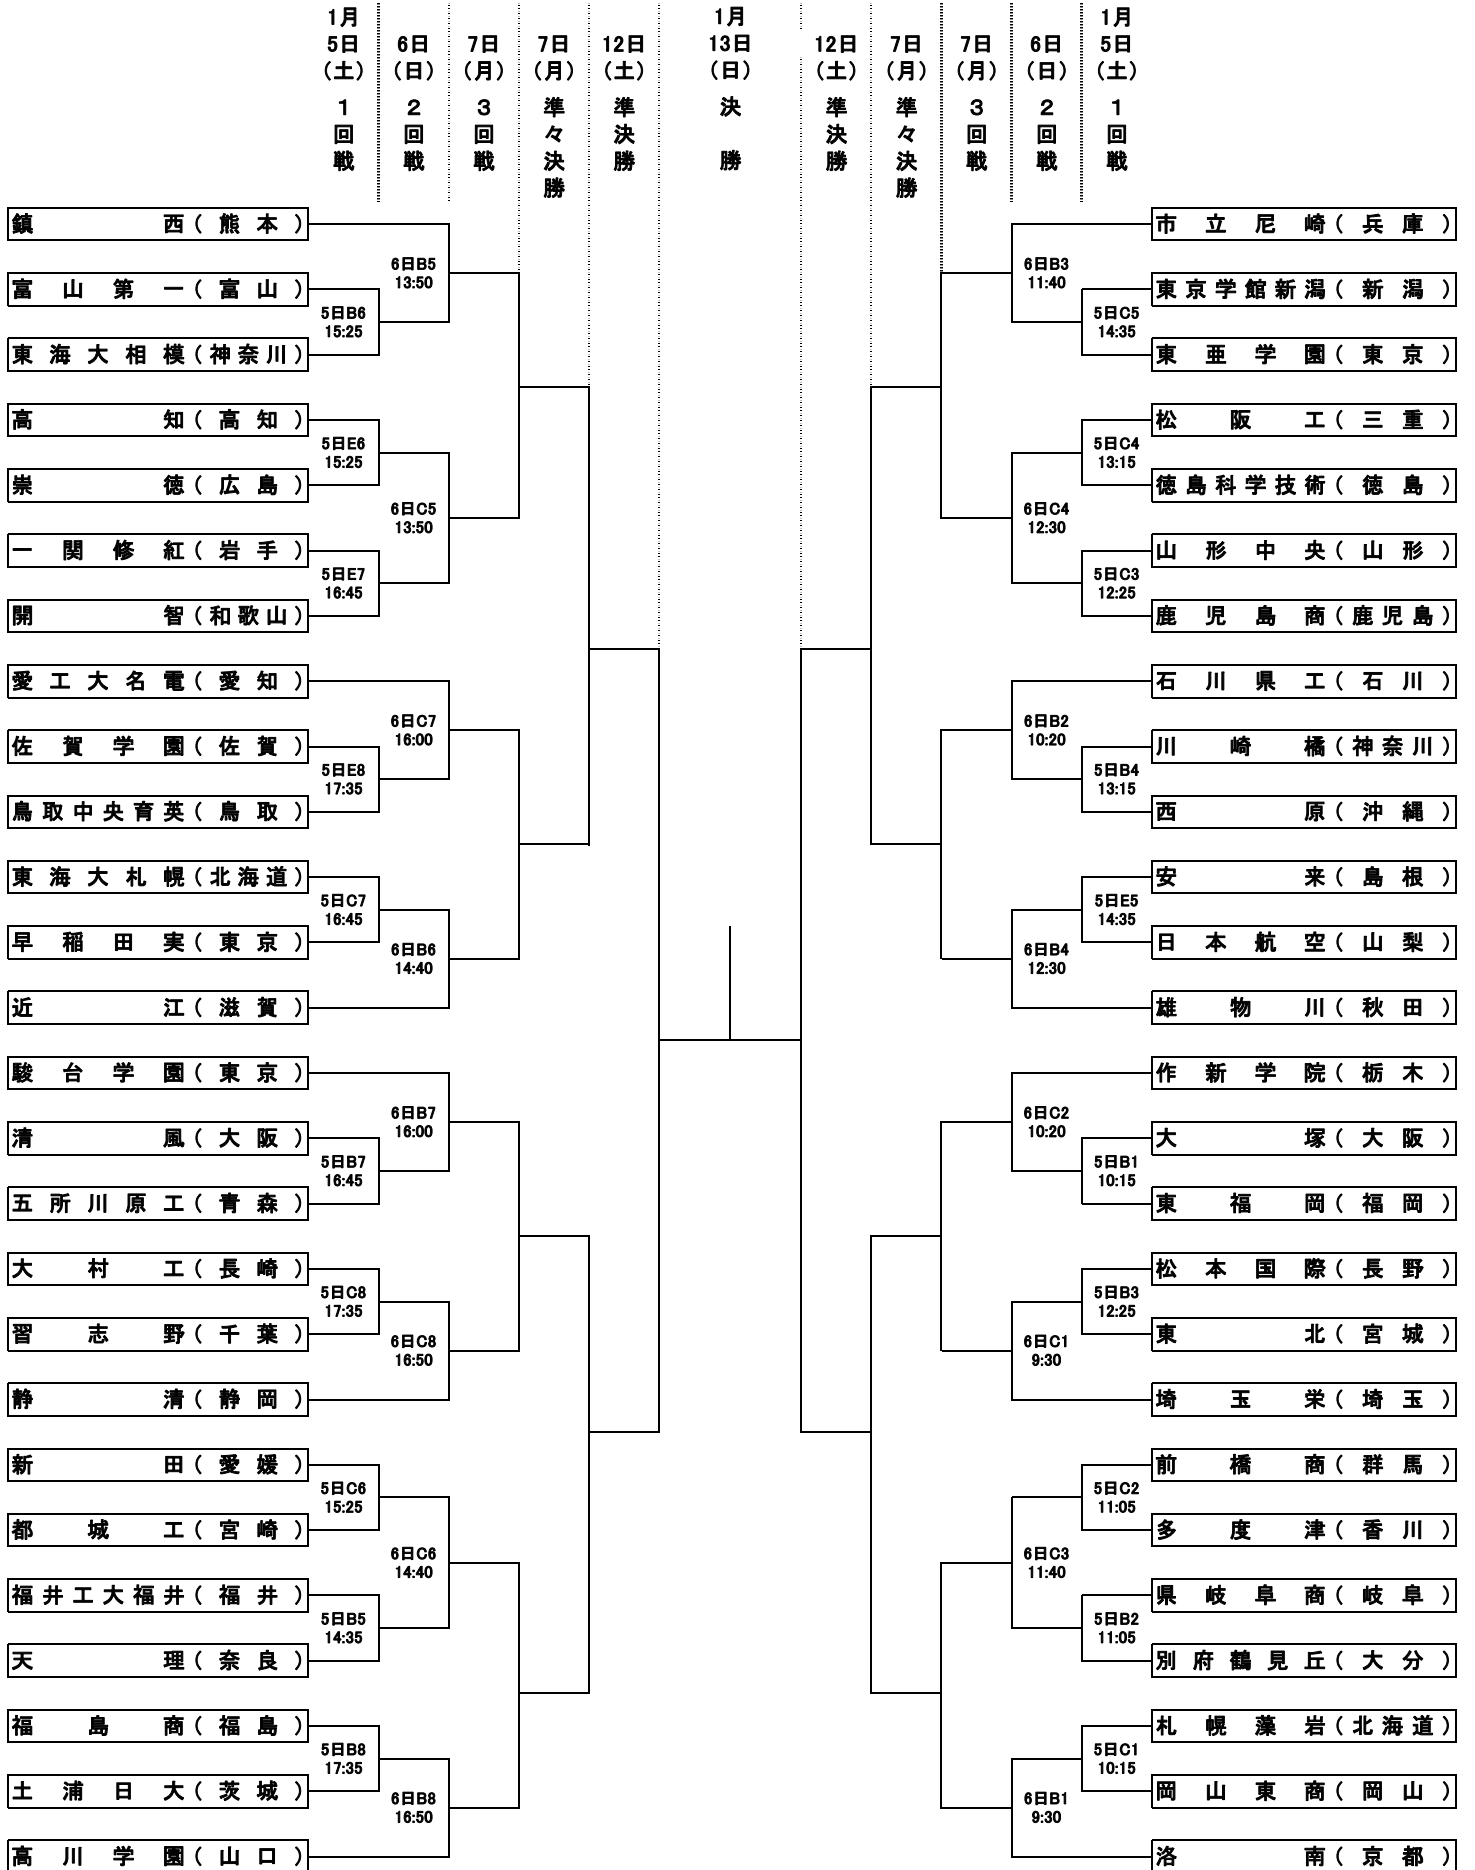 1月 5日 (土) 1回戦
6日 (日) 2回戦
7日 (月) 3回戦
7日 (月) 準々決勝
12日 (土) 準決勝
1月 13日 (日) 決勝
12日 (土) 準決勝
7日 (月) 準々決勝
7日 (月) 3回戦
6日 (日) 2回戦
1月 5日 (土) 1回戦
鎮西(熊本)
富山第一(富山)
東海大相模(神奈川)
高知(高知)
崇徳(広島)
一関修紅(岩手)
開智(和歌山)
愛工大名電(愛知)
佐賀学園(佐賀)
鳥取中央育英(鳥取)
東海大札幌(北海道)
早稲田実(東京)
近江(滋賀)
駿台学園(東京)
清風(大阪)
五所川原工(青森)
大村工(長崎)
習志野(千葉)
静清(静岡)
新田(愛媛)
都城工(宮崎)
福井工大福井(福井)
天理(奈良)
福島商(福島)
土浦日大(茨城)
高川学園(山口)
5日B6
15:25
5日E6
15:25
5日E7
16:45
5日E8
17:35
5日C7
16:45
5日B7
16:45
5日C8
17:35
5日C6
15:25
5日B5
14:35
5日B8
17:35
6日B5
13:50
6日C5
13:50
6日C7
16:00
6日B6
14:40
6日B7
16:00
6日C8
16:50
6日C6
14:40
6日B8
16:50
6日B3
11:40
6日C4
12:30
6日B2
10:20
6日B4
12:30
6日C2
10:20
6日C1
9:30
6日C3
11:40
6日B1
9:30
5日C5
14:35
5日C4
13:15
5日C3
12:25
5日B4
13:15
5日E5
14:35
5日B1
10:15
5日B3
12:25
5日C2
11:05
5日B2
11:05
5日C1
10:15
市立尼崎(兵庫)
東京学館新潟(新潟)
東亜学園(東京)
松阪工(三重)
徳島科学技術(徳島)
山形中央(山形)
鹿児島商(鹿児島)
石川県工(石川)
川崎橘(神奈川)
西原(沖縄)
安来(島根)
日本航空(山梨)
雄物川(秋田)
作新学院(栃木)
大塚(大阪)
東福岡(福岡)
松本国際(長野)
東北(宮城)
埼玉栄(埼玉)
前橋商(群馬)
多度津(香川)
県岐阜商(岐阜)
別府鶴見丘(大分)
札幌藻岩(北海道)
岡山東商(岡山)
洛南(京都)